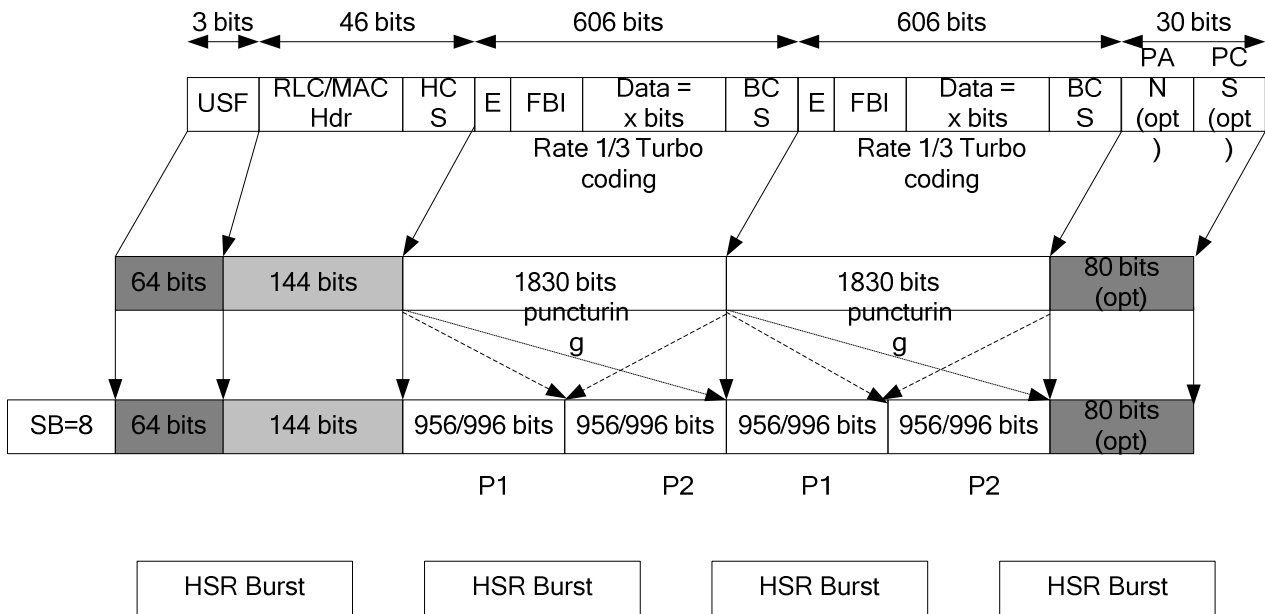 3 bits 46 bits 606 bits 606 bits 30 bits
USF
RLC/MAC
Hdr
HC
S
E
FBI
Data =
x bits
BC
S
E
FBI
Data =
x bits
BC
S
PA
N
(opt
)
PC
S
(opt
)
Rate 1/3 Turbo
coding
Rate 1/3 Turbo
coding
64 bits
144 bits
1830 bits
puncturin
g
1830 bits
puncturin
g
80 bits
(opt)
SB=8
64 bits
144 bits
956/996 bits
956/996 bits
956/996 bits
956/996 bits
80 bits
(opt)
P1 P2 P1 P2
HSR Burst HSR Burst HSR Burst HSR Burst